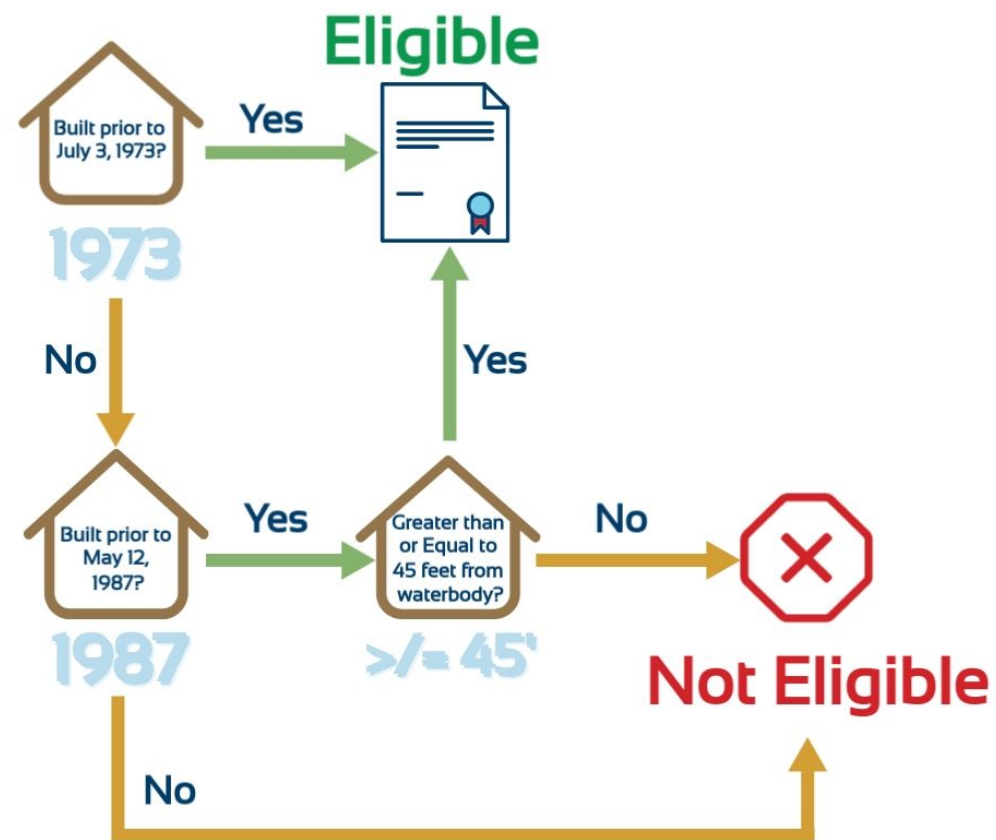 Eligible
Built prior to
July 3, 1973?
Yes
1973
No
Yes
Built prior to
May 12,
1987?
Yes
Greater than
or Equal to
45 feet from
waterbody?
No
1987
>/= 45'
Not Eligible
No